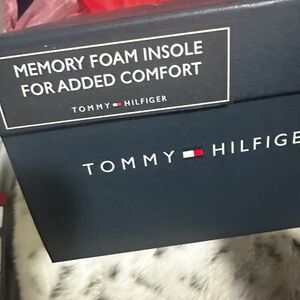 MEMORY FOAM INSOLE
FOR ADDED COMFORT
TOMMY HILFIGER
TOMMY HILFIGE